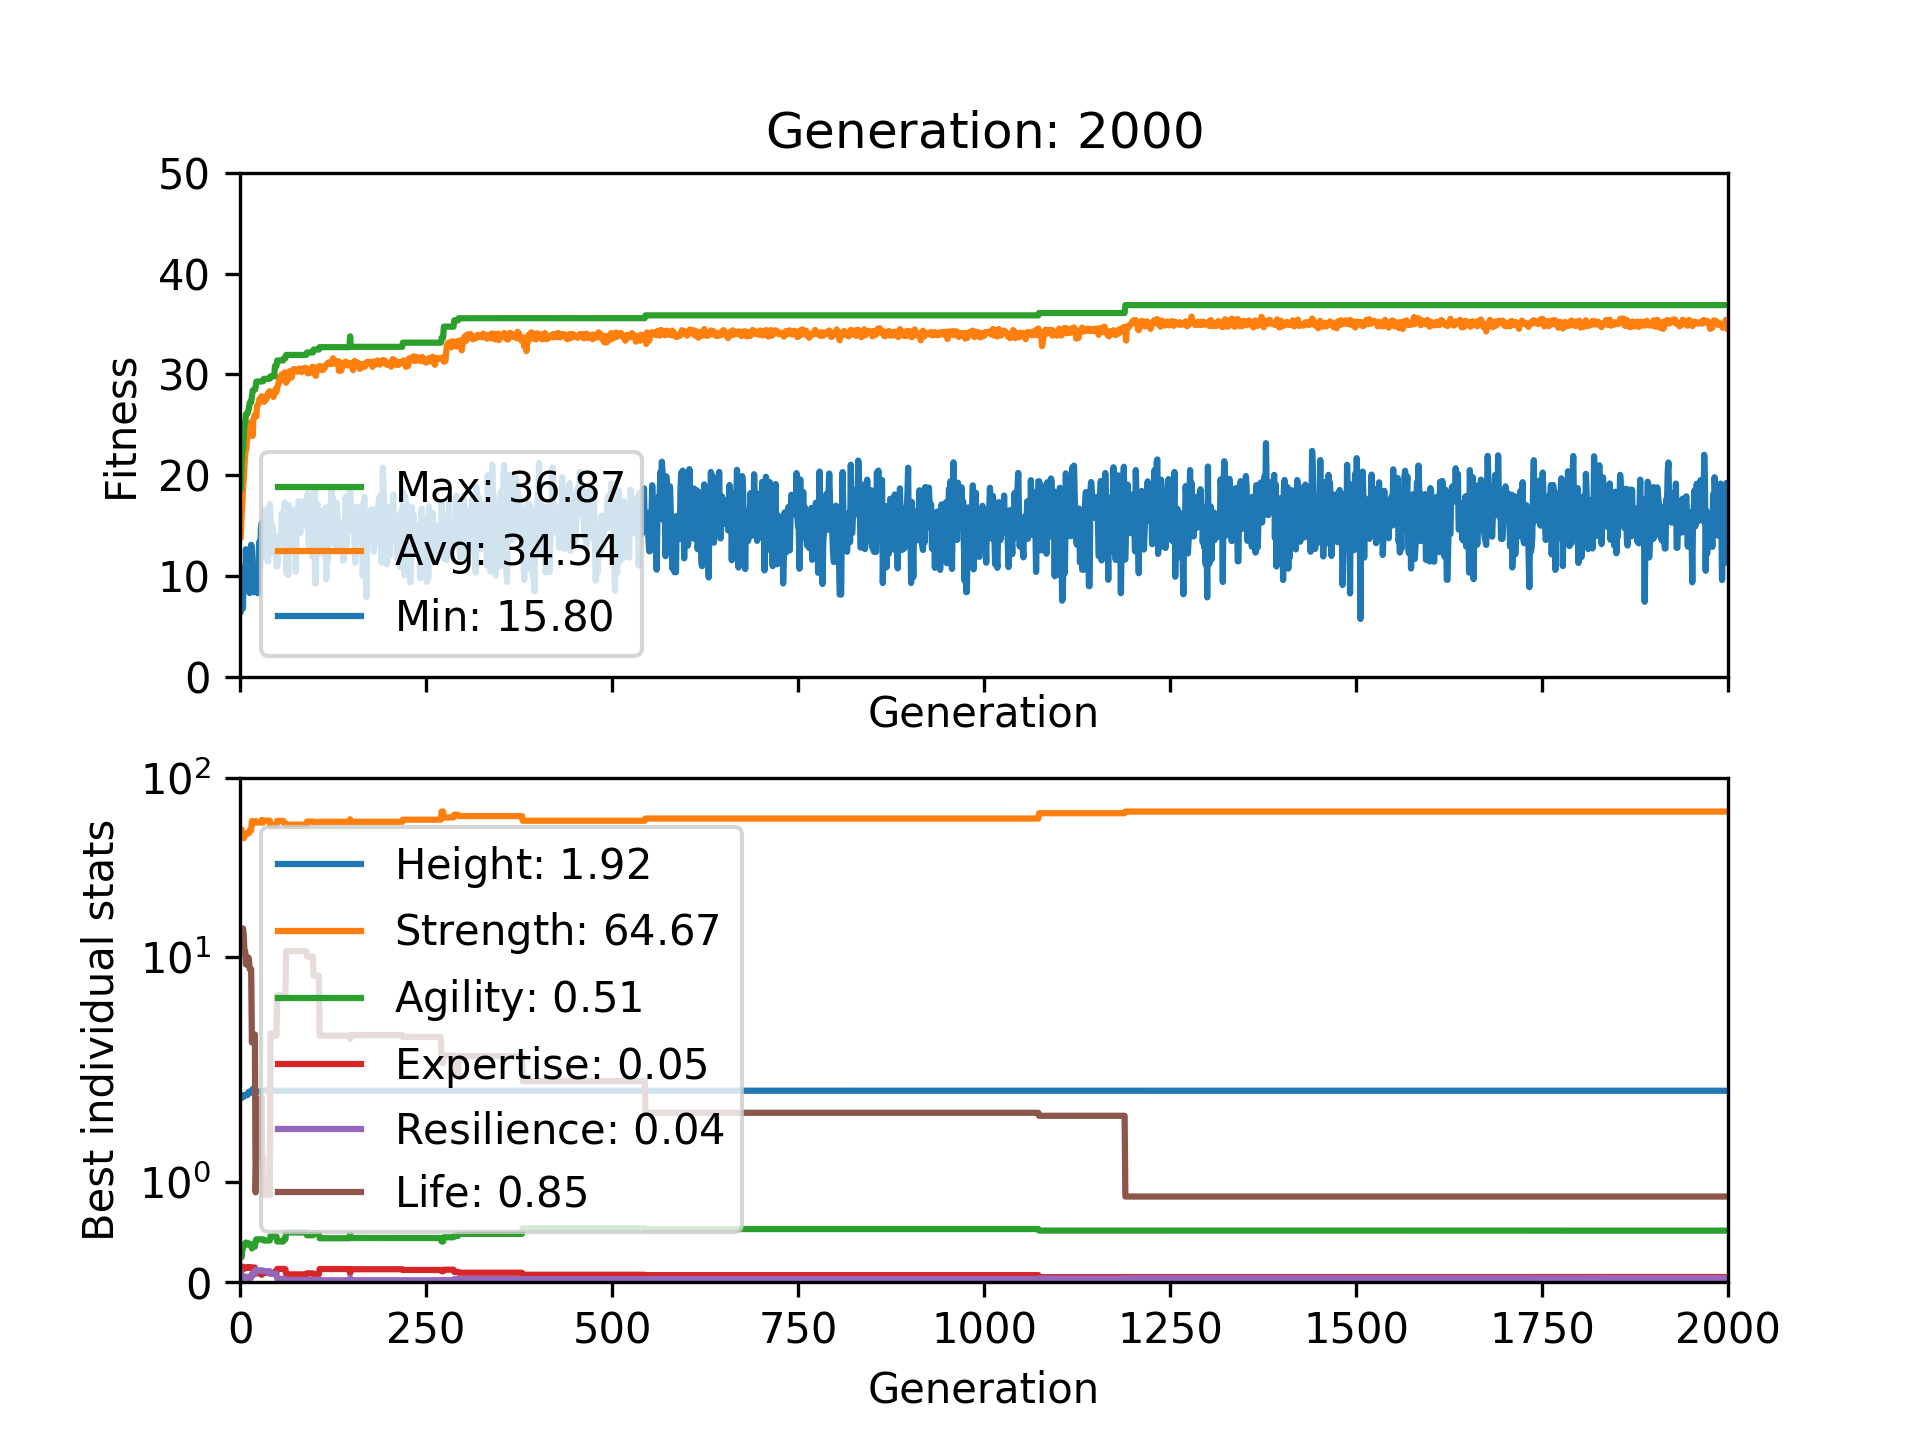 Generation: 2000
Fitness
50
40
30
20
10
0
Max: 36.87
Avg: 34.54
Min: 15.80
Generation
Best individual stats
10²
10¹
10⁰
0
Height: 1.92
Strength: 64.67
Agility: 0.51
Expertise: 0.05
Resilience: 0.04
Life: 0.85
0 250 500 750 1000 1250 1500 1750 2000
Generation